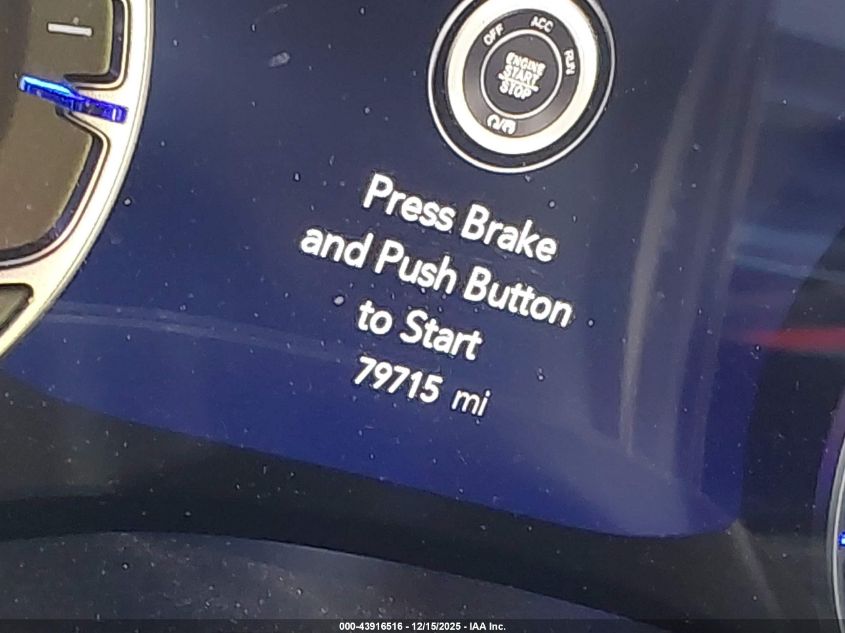 OFF ACC RUN
ENGINE
START
STOP
Press Brake
and Push Button
to Start
79715 mi
000-43916516 - 12/15/2025 - IAA Inc.